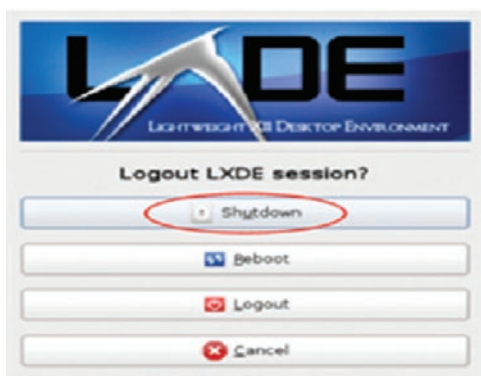 LXDE
LIGHTWEIGHT X11 DESKTOP ENVIRONMENT
Logout LXDE session?
Shutdown
Reboot
Logout
Cancel